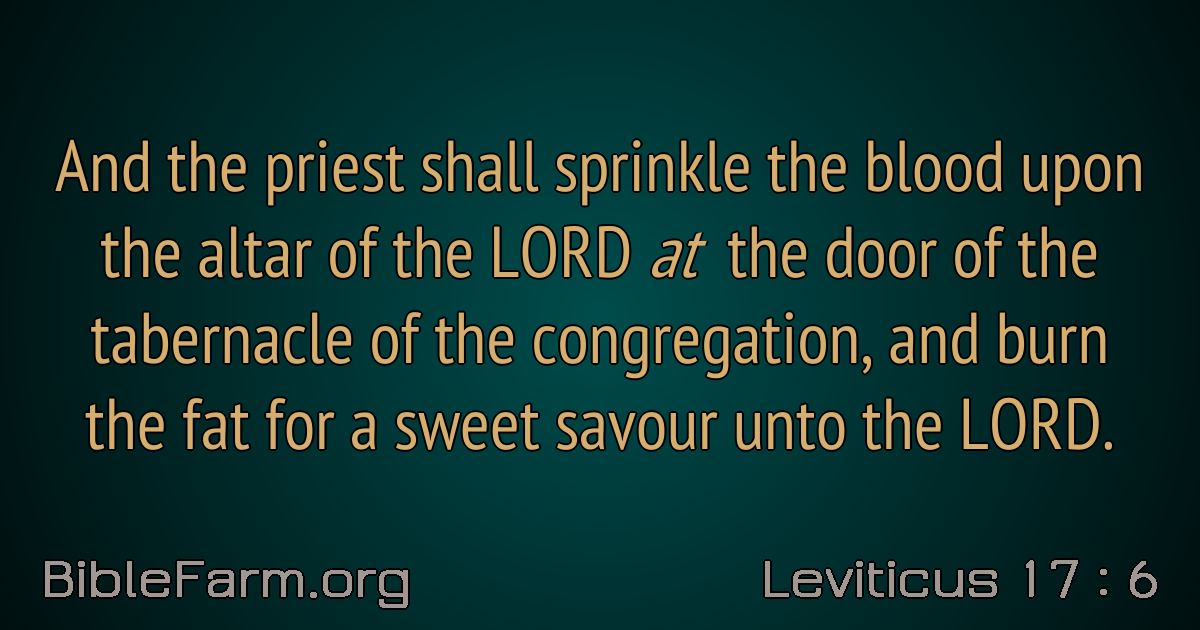 And the priest shall sprinkle the blood upon
the altar of the LORD at the door of the
tabernacle of the congregation, and burn
the fat for a sweet savour unto the LORD.
BibleFarm.org
Leviticus 17 : 6